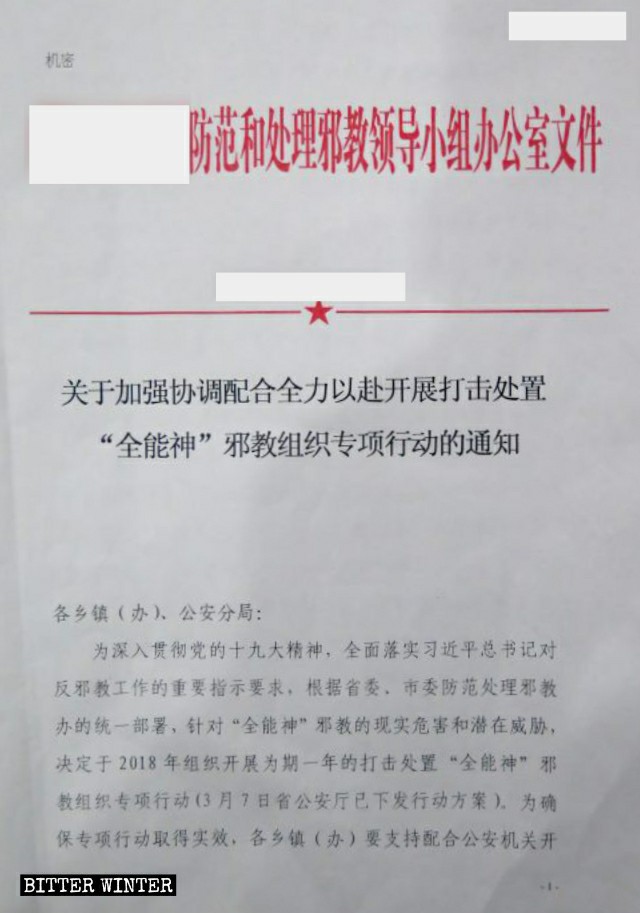 机密
防范和处理邪教领导小组办公室文件
关于加强协调配合全力以赴开展打击处置
“全能神”邪教组织专项行动的通知
各乡镇（办）、公安分局：
为深入贯彻党的十九大精神，全面落实习近平总书记对
反邪教工作的重要指示要求，根据省委、市委防范处理邪教
办的统一部署，针对“全能神”邪教的现实危害和潜在威胁，
决定于 2018 年组织开展为期一年的打击处置“全能神”邪
教组织专项行动（3 月 7 日省公安厅已下发行动方案）。为确
保专项行动取得实效，各乡镇（办）要支持配合公安机关开
-1-
BITTER WINTER